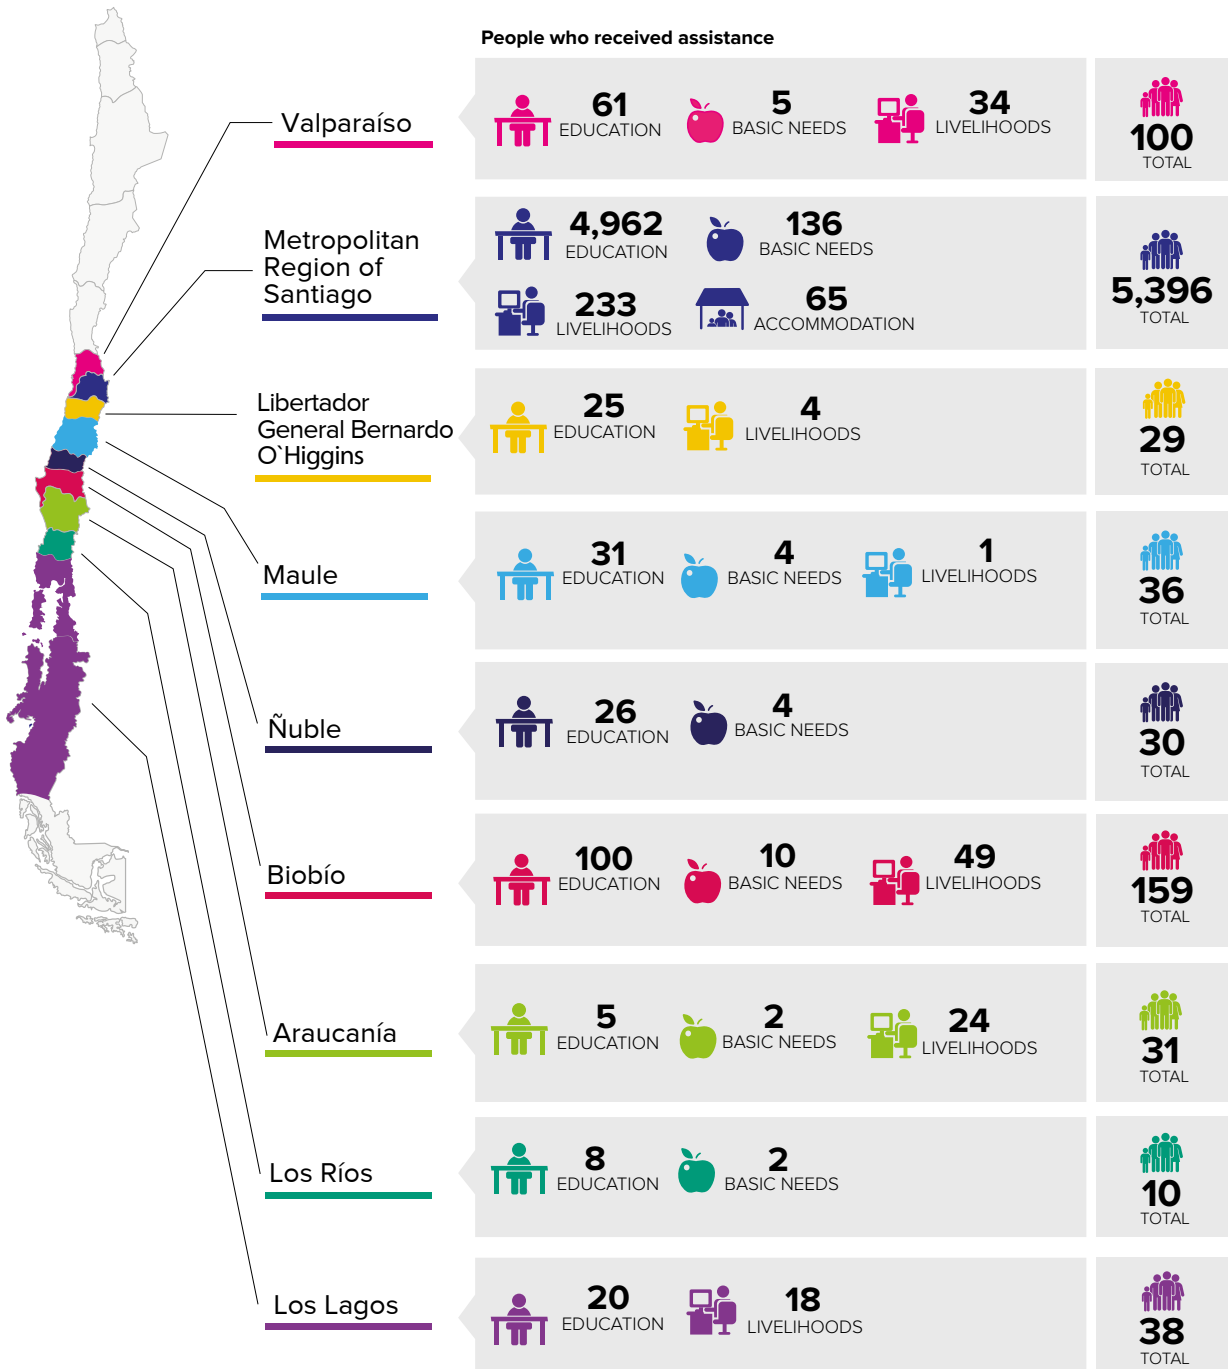 People who received assistance
Valparaíso
61
EDUCATION
5
BASIC NEEDS
34
LIVELIHOODS
100
TOTAL
Metropolitan
Region of
Santiago
4,962
EDUCATION
136
BASIC NEEDS
233
LIVELIHOODS
65
ACCOMMODATION
5,396
TOTAL
Libertador
General Bernardo
O`Higgins
25
EDUCATION
4
LIVELIHOODS
29
TOTAL
Maule
31
EDUCATION
4
BASIC NEEDS
1
LIVELIHOODS
36
TOTAL
Ñuble
26
EDUCATION
4
BASIC NEEDS
30
TOTAL
Biobío
100
EDUCATION
10
BASIC NEEDS
49
LIVELIHOODS
159
TOTAL
Araucanía
5
EDUCATION
2
BASIC NEEDS
24
LIVELIHOODS
31
TOTAL
Los Ríos
8
EDUCATION
2
BASIC NEEDS
10
TOTAL
Los Lagos
20
EDUCATION
18
LIVELIHOODS
38
TOTAL